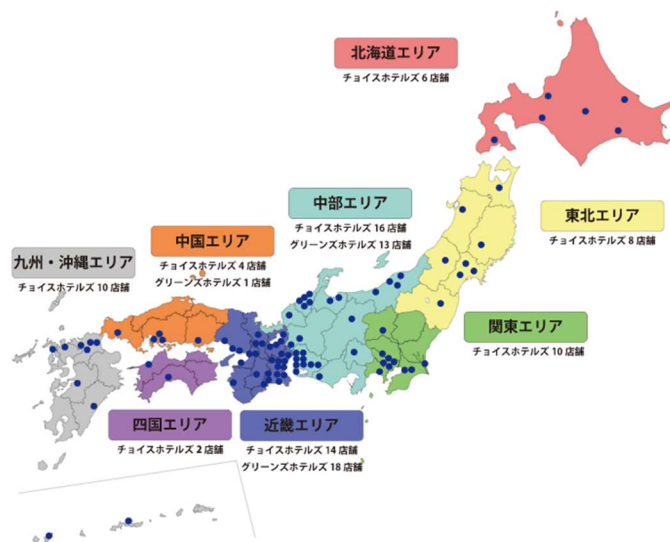 北海道エリア
チョイスホテルズ 6 店舗
中部エリア
チョイスホテルズ 16 店舗
グリーンズホテルズ 13 店舗
東北エリア
チョイスホテルズ 8 店舗
中国エリア
チョイスホテルズ 4 店舗
グリーンズホテルズ 1 店舗
九州・沖縄エリア
チョイスホテルズ 10 店舗
関東エリア
チョイスホテルズ 10 店舗
四国エリア
チョイスホテルズ 2 店舗
近畿エリア
チョイスホテルズ 14 店舗
グリーンズホテルズ 18 店舗